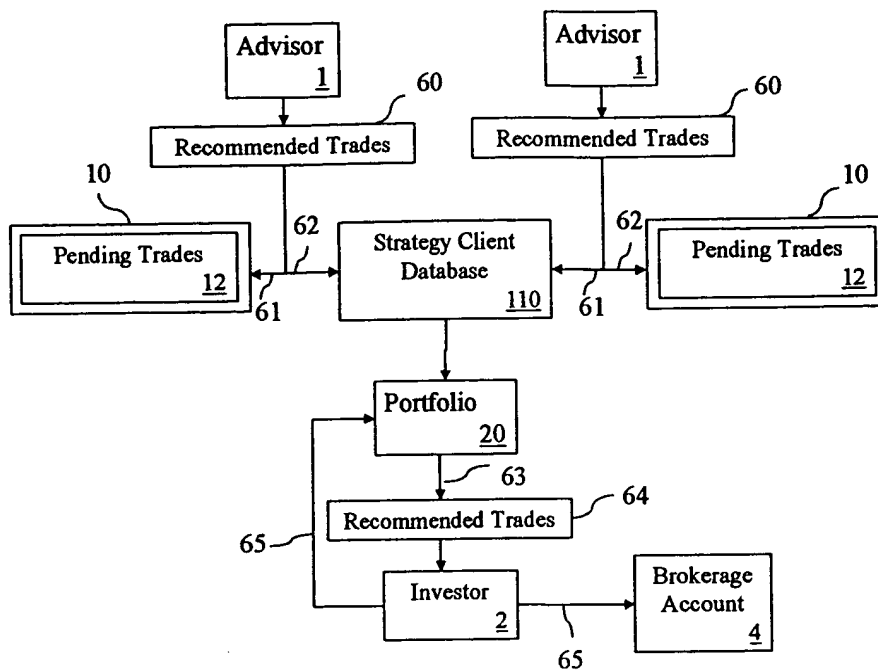 Advisor
1
Advisor
1
60
60
Recommended Trades
Recommended Trades
10
10
62
62
Pending Trades
12
Strategy Client
Database
110
Pending Trades
12
61
61
Portfolio
20
63
64
Recommended Trades
65
Investor
2
Brokerage
Account
4
65